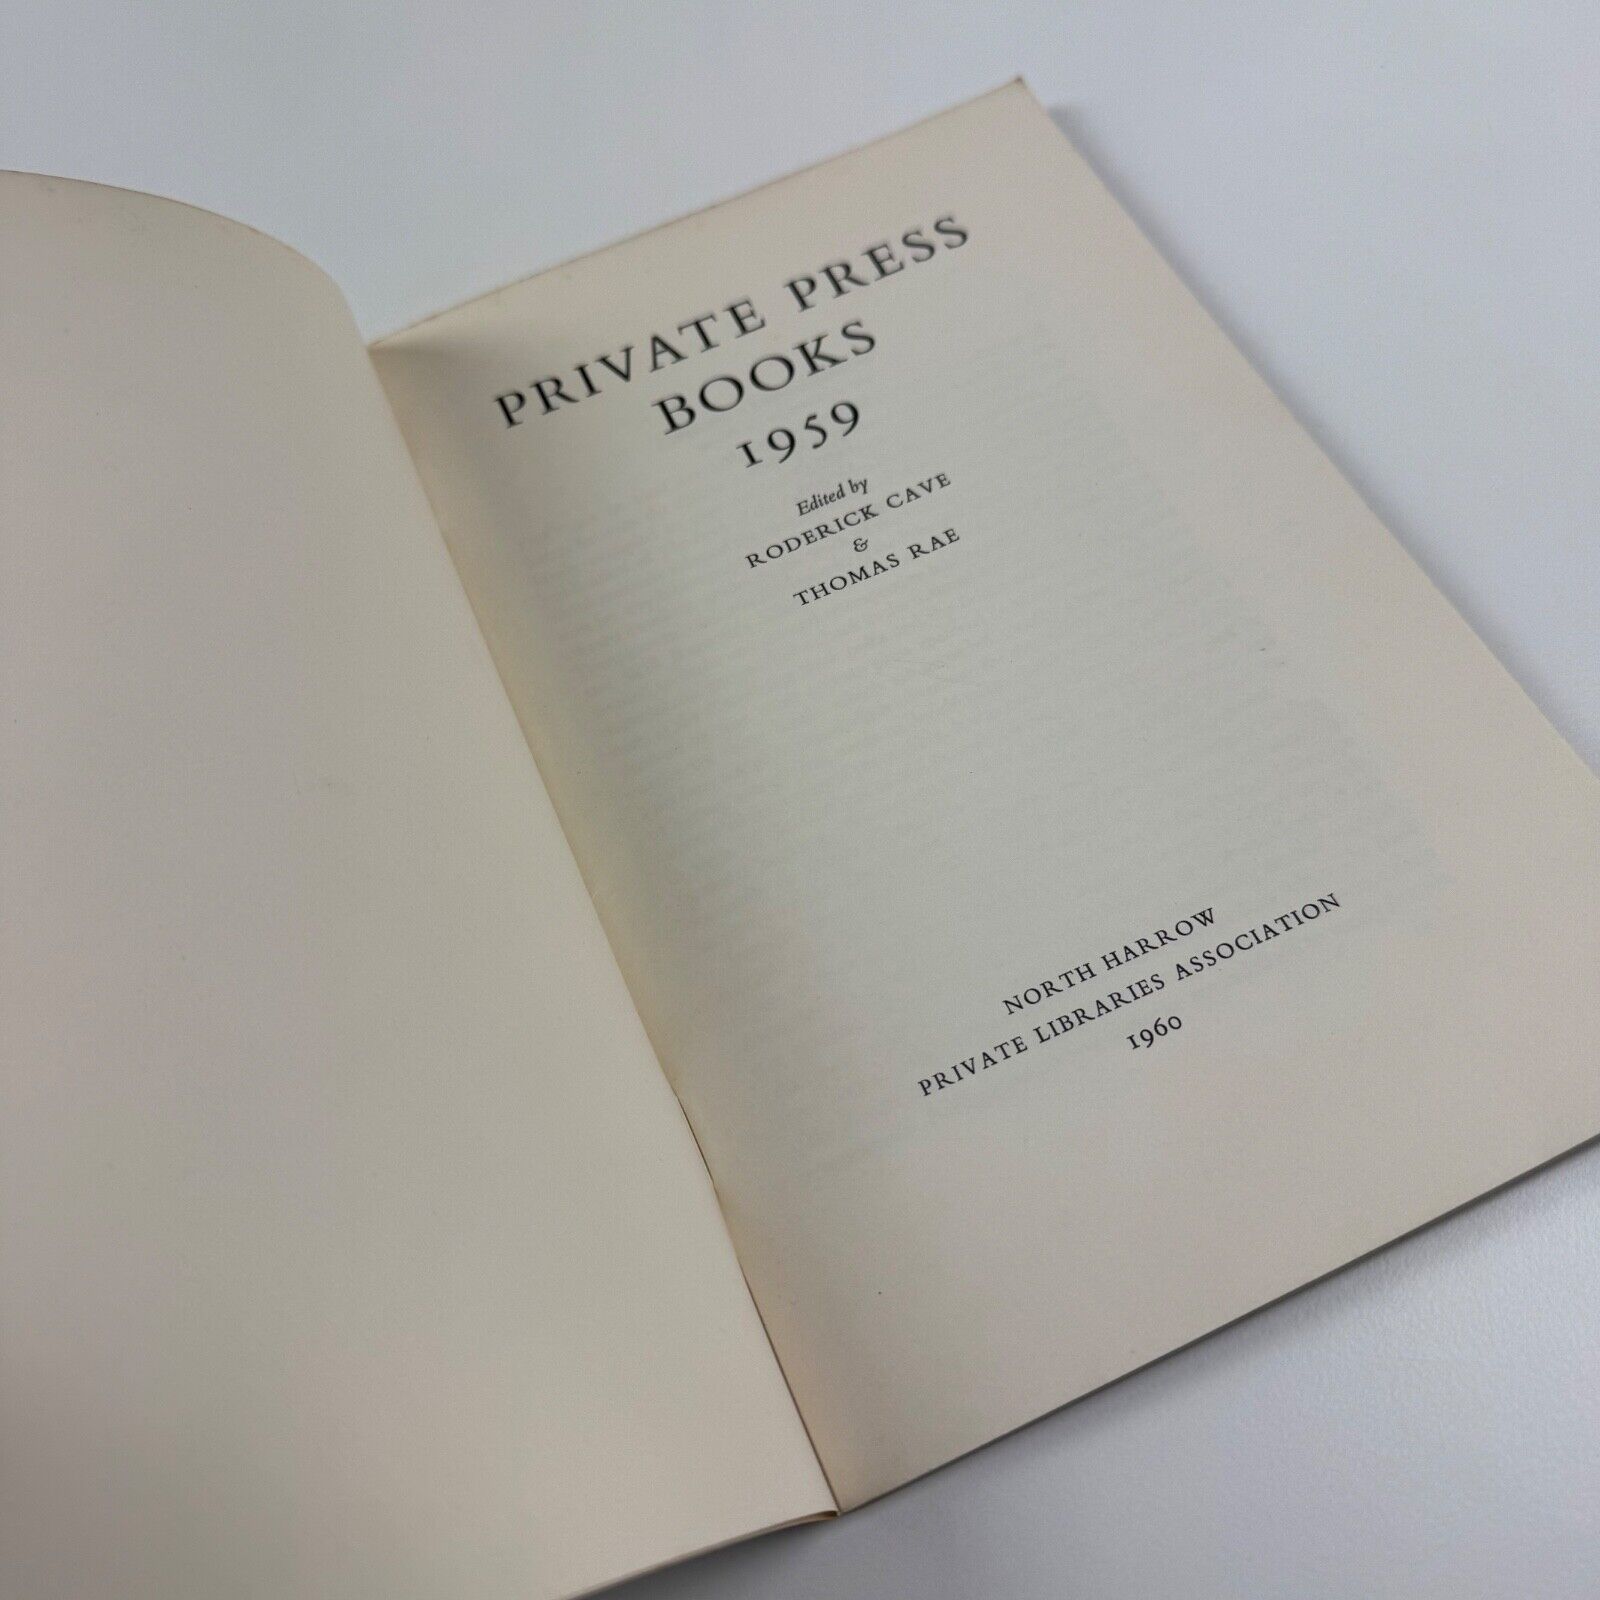 PRIVATE PRESS
BOOKS
1959
Edited by
RODERICK CAVE
&
THOMAS RAE
NORTH HARROW
PRIVATE LIBRARIES ASSOCIATION
1960